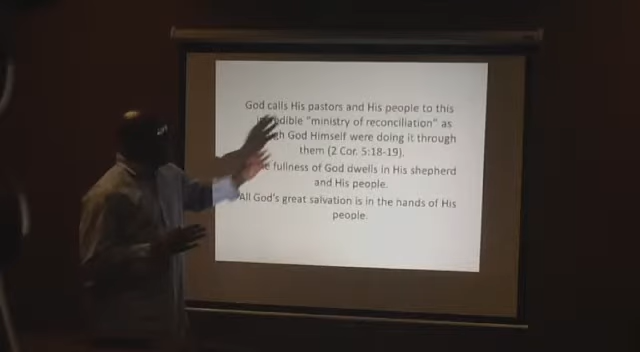 God calls His pastors and His people to this
incredible "ministry of reconciliation" as
God Himself were doing it through
them (2 Cor. 5:18-19).
fullness of God dwells in His shepherd
and His people.
All God's great salvation is in the hands of His
people.